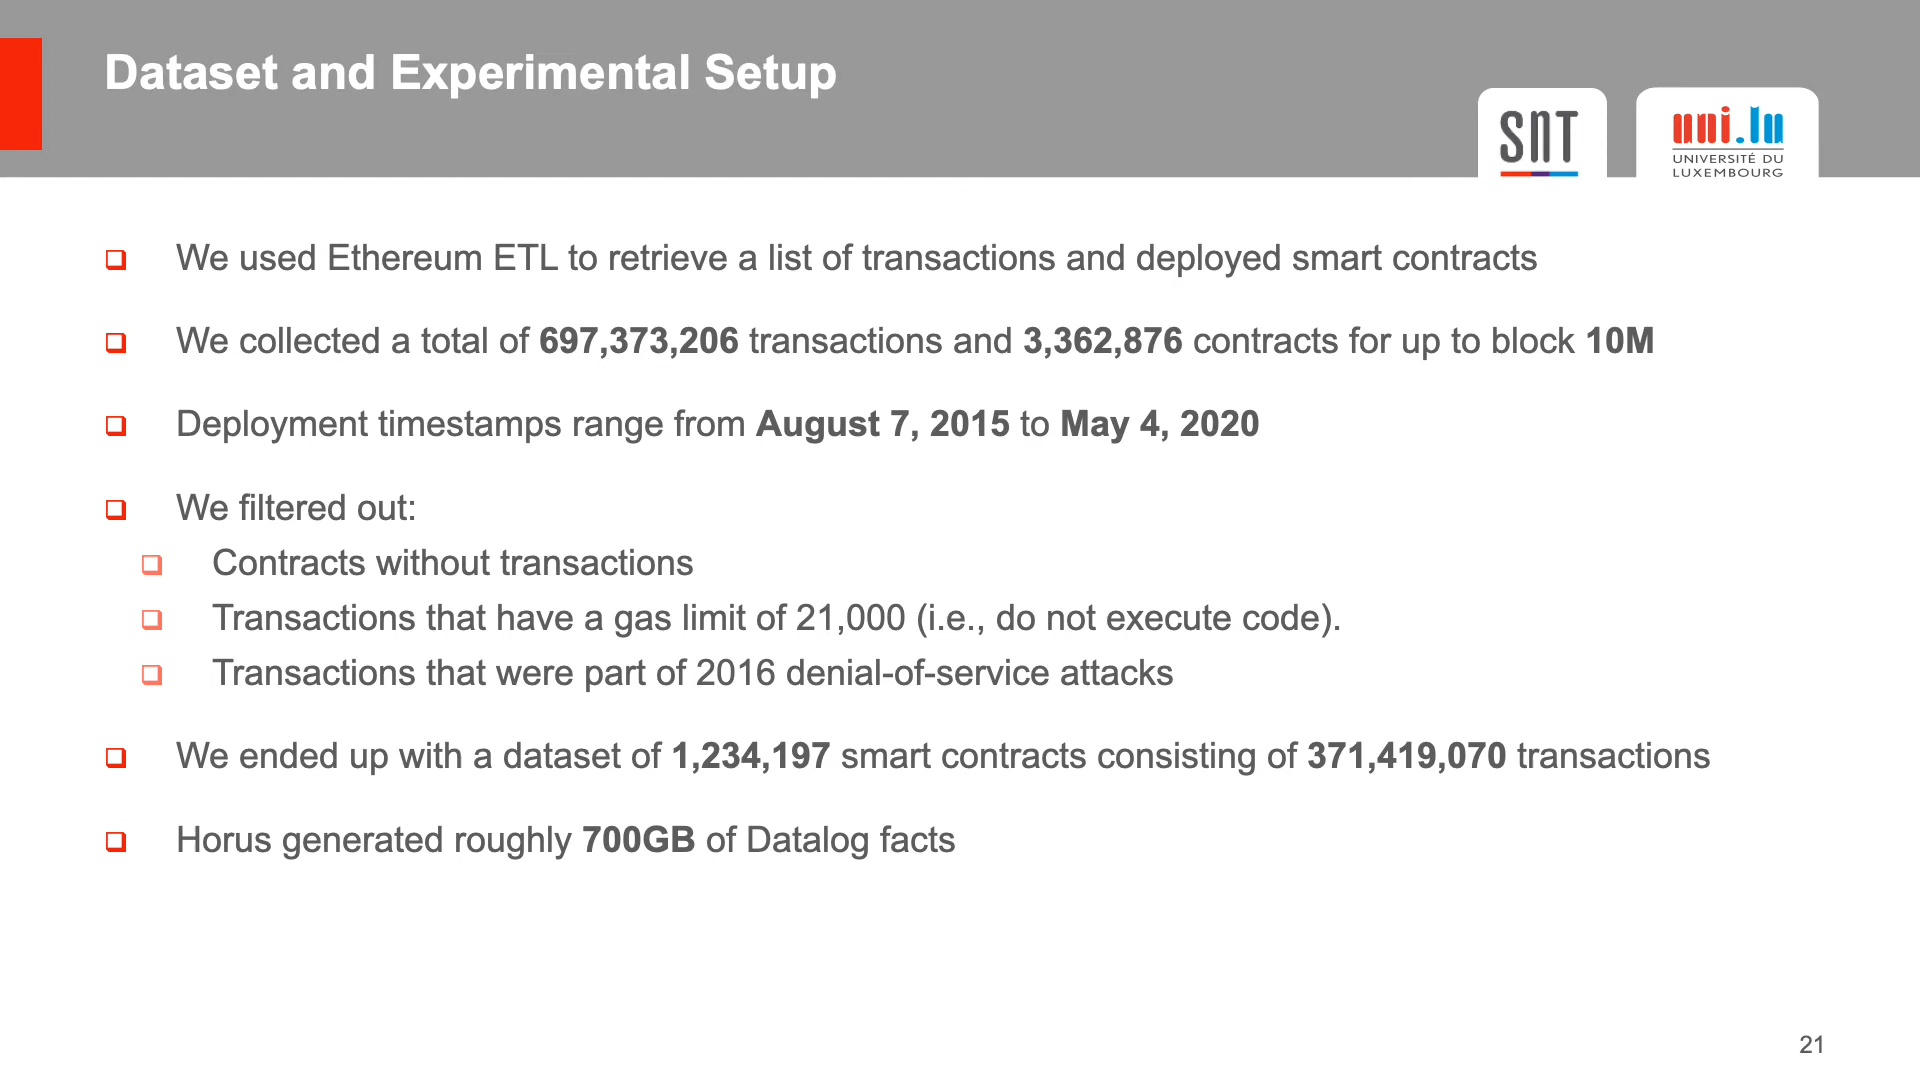 Dataset and Experimental Setup
SnT
uni.lu
UNIVERSITÉ DU
LUXEMBOURG
We used Ethereum ETL to retrieve a list of transactions and deployed smart contracts
We collected a total of 697,373,206 transactions and 3,362,876 contracts for up to block 10M
Deployment timestamps range from August 7, 2015 to May 4, 2020
We filtered out:
Contracts without transactions
Transactions that have a gas limit of 21,000 (i.e., do not execute code).
Transactions that were part of 2016 denial-of-service attacks
We ended up with a dataset of 1,234,197 smart contracts consisting of 371,419,070 transactions
Horus generated roughly 700GB of Datalog facts
21